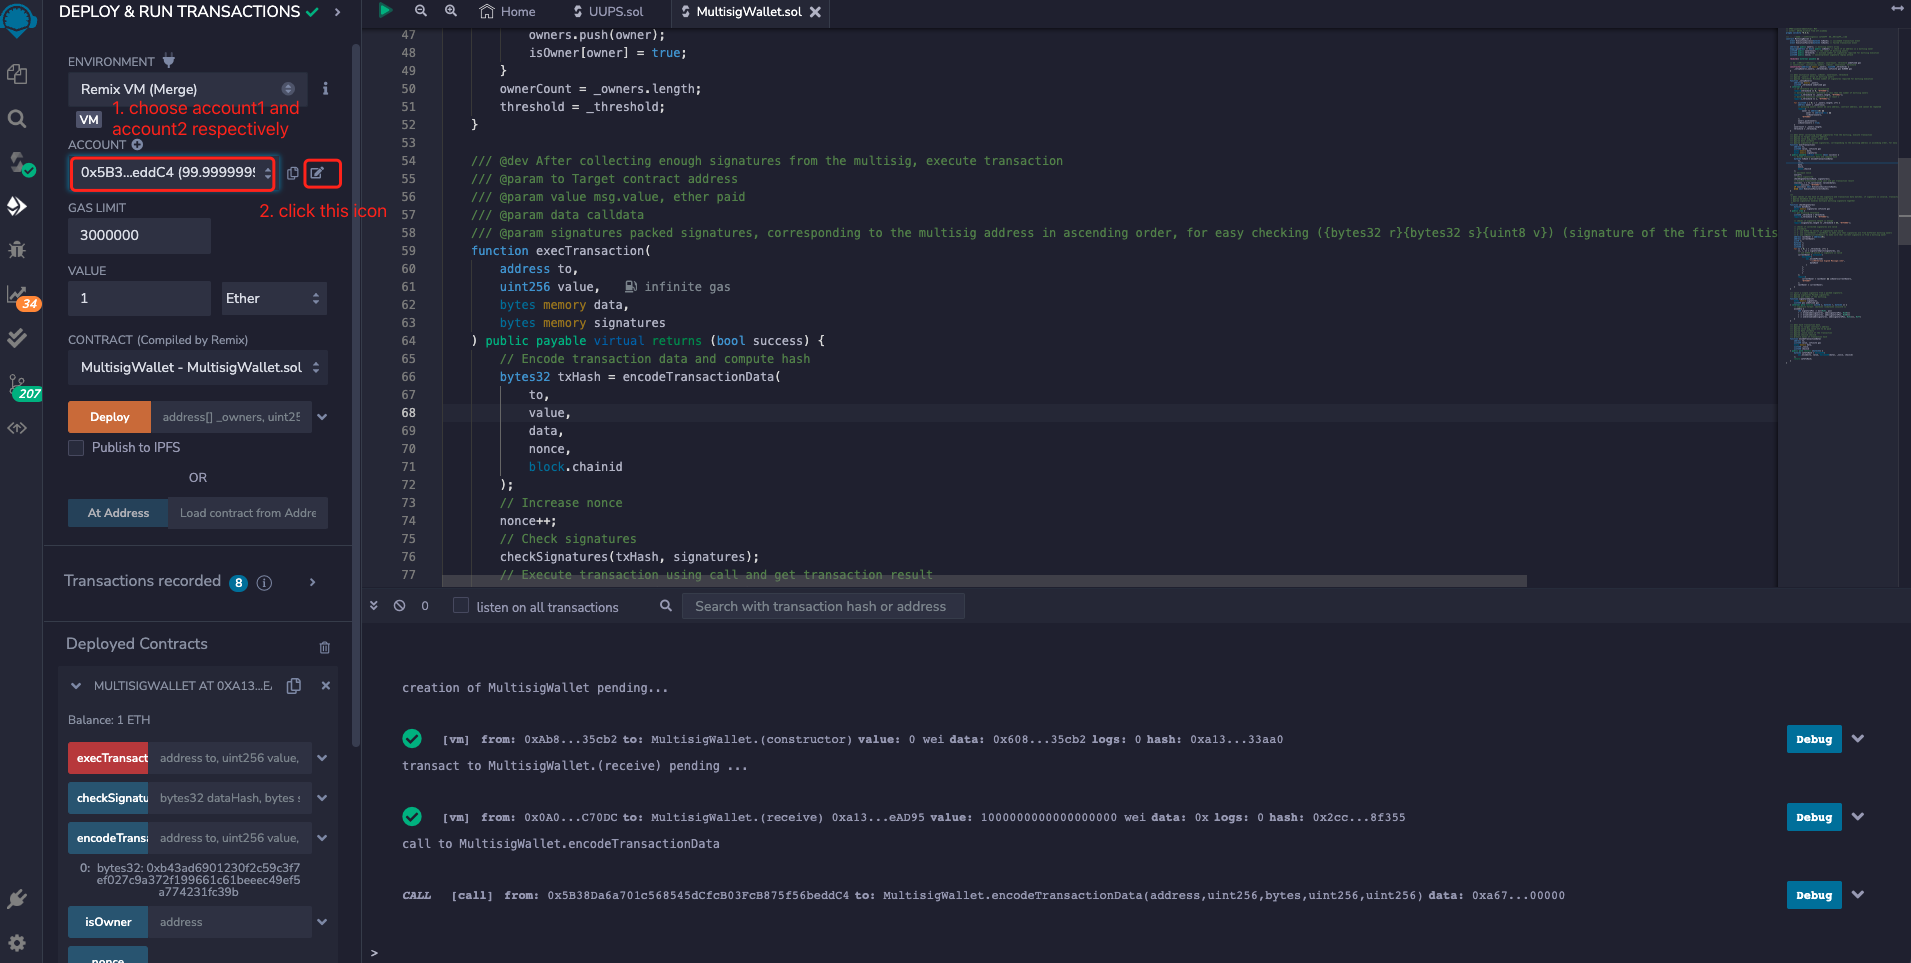 DEPLOY & RUN TRANSACTIONS
Home
UUPS.sol
MultisigWallet.sol
ENVIRONMENT
Remix VM (Merge)
VM
1. choose account1 and
account2 respectively
ACCOUNT
0x5B3...eddC4 (99.9999999
2. click this icon
GAS LIMIT
3000000
VALUE
1
Ether
CONTRACT (Compiled by Remix)
MultisigWallet - MultisigWallet.sol
Deploy
address[] _owners, uint25
Publish to IPFS
OR
At Address
Load contract from Addre
Transactions recorded 8
Deployed Contracts
MULTISIGWALLET AT 0XA13...E
Balance: 1 ETH
execTransact
address to, uint256 value,
checkSignatu
bytes32 dataHash, bytes s
encodeTransa
address to, uint256 value,
0: bytes32: 0xb43ad6901230f2c59c3f7
ef027c9a372f199661c61beeec49ef5
a774231fc39b
isOwner
address
nonce
34
207
47 owners.push(owner);
48 isOwner[owner] = true;
49 }
50 ownerCount = _owners.length;
51 threshold = _threshold;
52 }
53
54 /// @dev After collecting enough signatures from the multisig, execute transaction
55 /// @param to Target contract address
56 /// @param value msg.value, ether paid
57 /// @param data calldata
58 /// @param signatures packed signatures, corresponding to the multisig address in ascending order, for easy checking ({bytes32 r}{bytes32 s}{uint8 v}) (signature of the first multis
59 function execTransaction(
60 address to,
61 uint256 value, infinite gas
62 bytes memory data,
63 bytes memory signatures
64 ) public payable virtual returns (bool success) {
65 // Encode transaction data and compute hash
66 bytes32 txHash = encodeTransactionData(
67 to,
68 value,
69 data,
70 nonce,
71 block.chainid
72 );
73 // Increase nonce
74 nonce++;
75 // Check signatures
76 checkSignatures(txHash, signatures);
77 // Execute transaction using call and get transaction result
0
listen on all transactions
Search with transaction hash or address
creation of MultisigWallet pending...
[vm] from: 0xAb8...35cb2 to: MultisigWallet.(constructor) value: 0 wei data: 0x608...35cb2 logs: 0 hash: 0xa13...33aa0
Debug
transact to MultisigWallet.(receive) pending ...
[vm] from: 0x0A0...C70DC to: MultisigWallet.(receive) 0xa13...eAD95 value: 1000000000000000000 wei data: 0x logs: 0 hash: 0x2cc...8f355
Debug
call to MultisigWallet.encodeTransactionData
CALL [call] from: 0x5B38Da6a701c568545dCfcB03FcB875f56beddC4 to: MultisigWallet.encodeTransactionData(address,uint256,bytes,uint256,uint256) data: 0xa67...00000
Debug
>